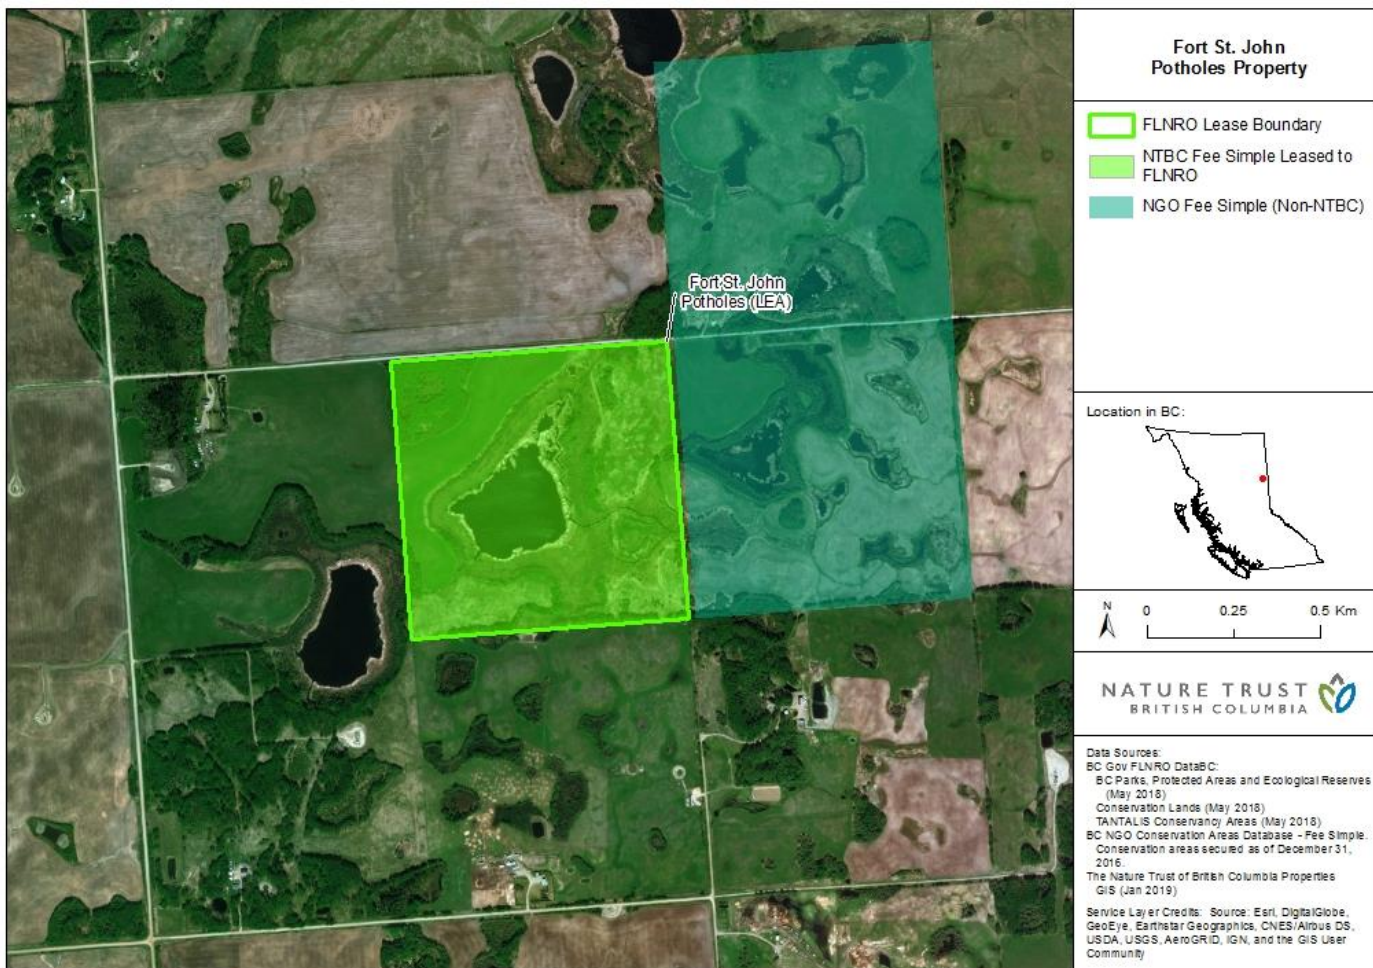 Fort St. John
Potholes Property
FLNRO Lease Boundary
NTBC Fee Simple Leased to
FLNRO
NGO Fee Simple (Non-NTBC)
Fort St. John
Potholes (LEA)
Location in BC:
N
0 0.25 0.5 Km
NATURE TRUST
BRITISH COLUMBIA
Data Sources:
BC Gov FLNRO DataBC:
BC Parks, Protected Areas and Ecological Reserves
(May 2018)
Conservation Lands (May 2018)
TANTALIS Conservancy Areas (May 2018)
BC NGO Conservation Areas Database - Fee Simple.
Conservation areas secured as of December 31,
2016.
The Nature Trust of British Columbia Properties
GIS (Jan 2019)
Service Layer Credits: Source: Esri, DigitalGlobe,
GeoEye, Earthstar Geographics, CNES/Airbus DS,
USDA, USGS, AeroGRID, IGN, and the GIS User
Community